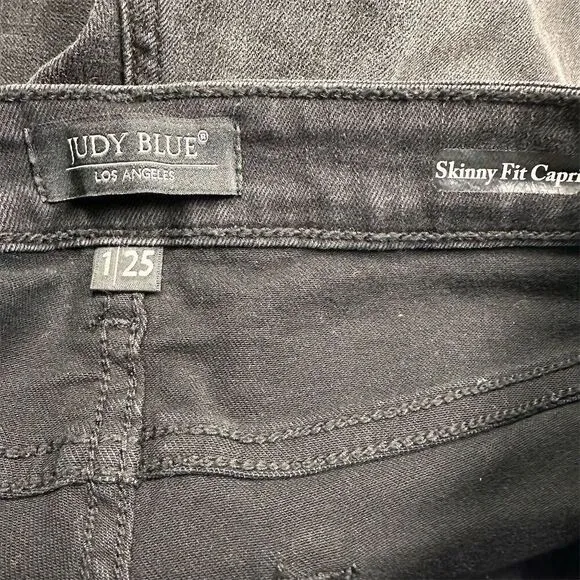 JUDY BLUE®
LOS ANGELES
Skinny Fit Capri
1|25